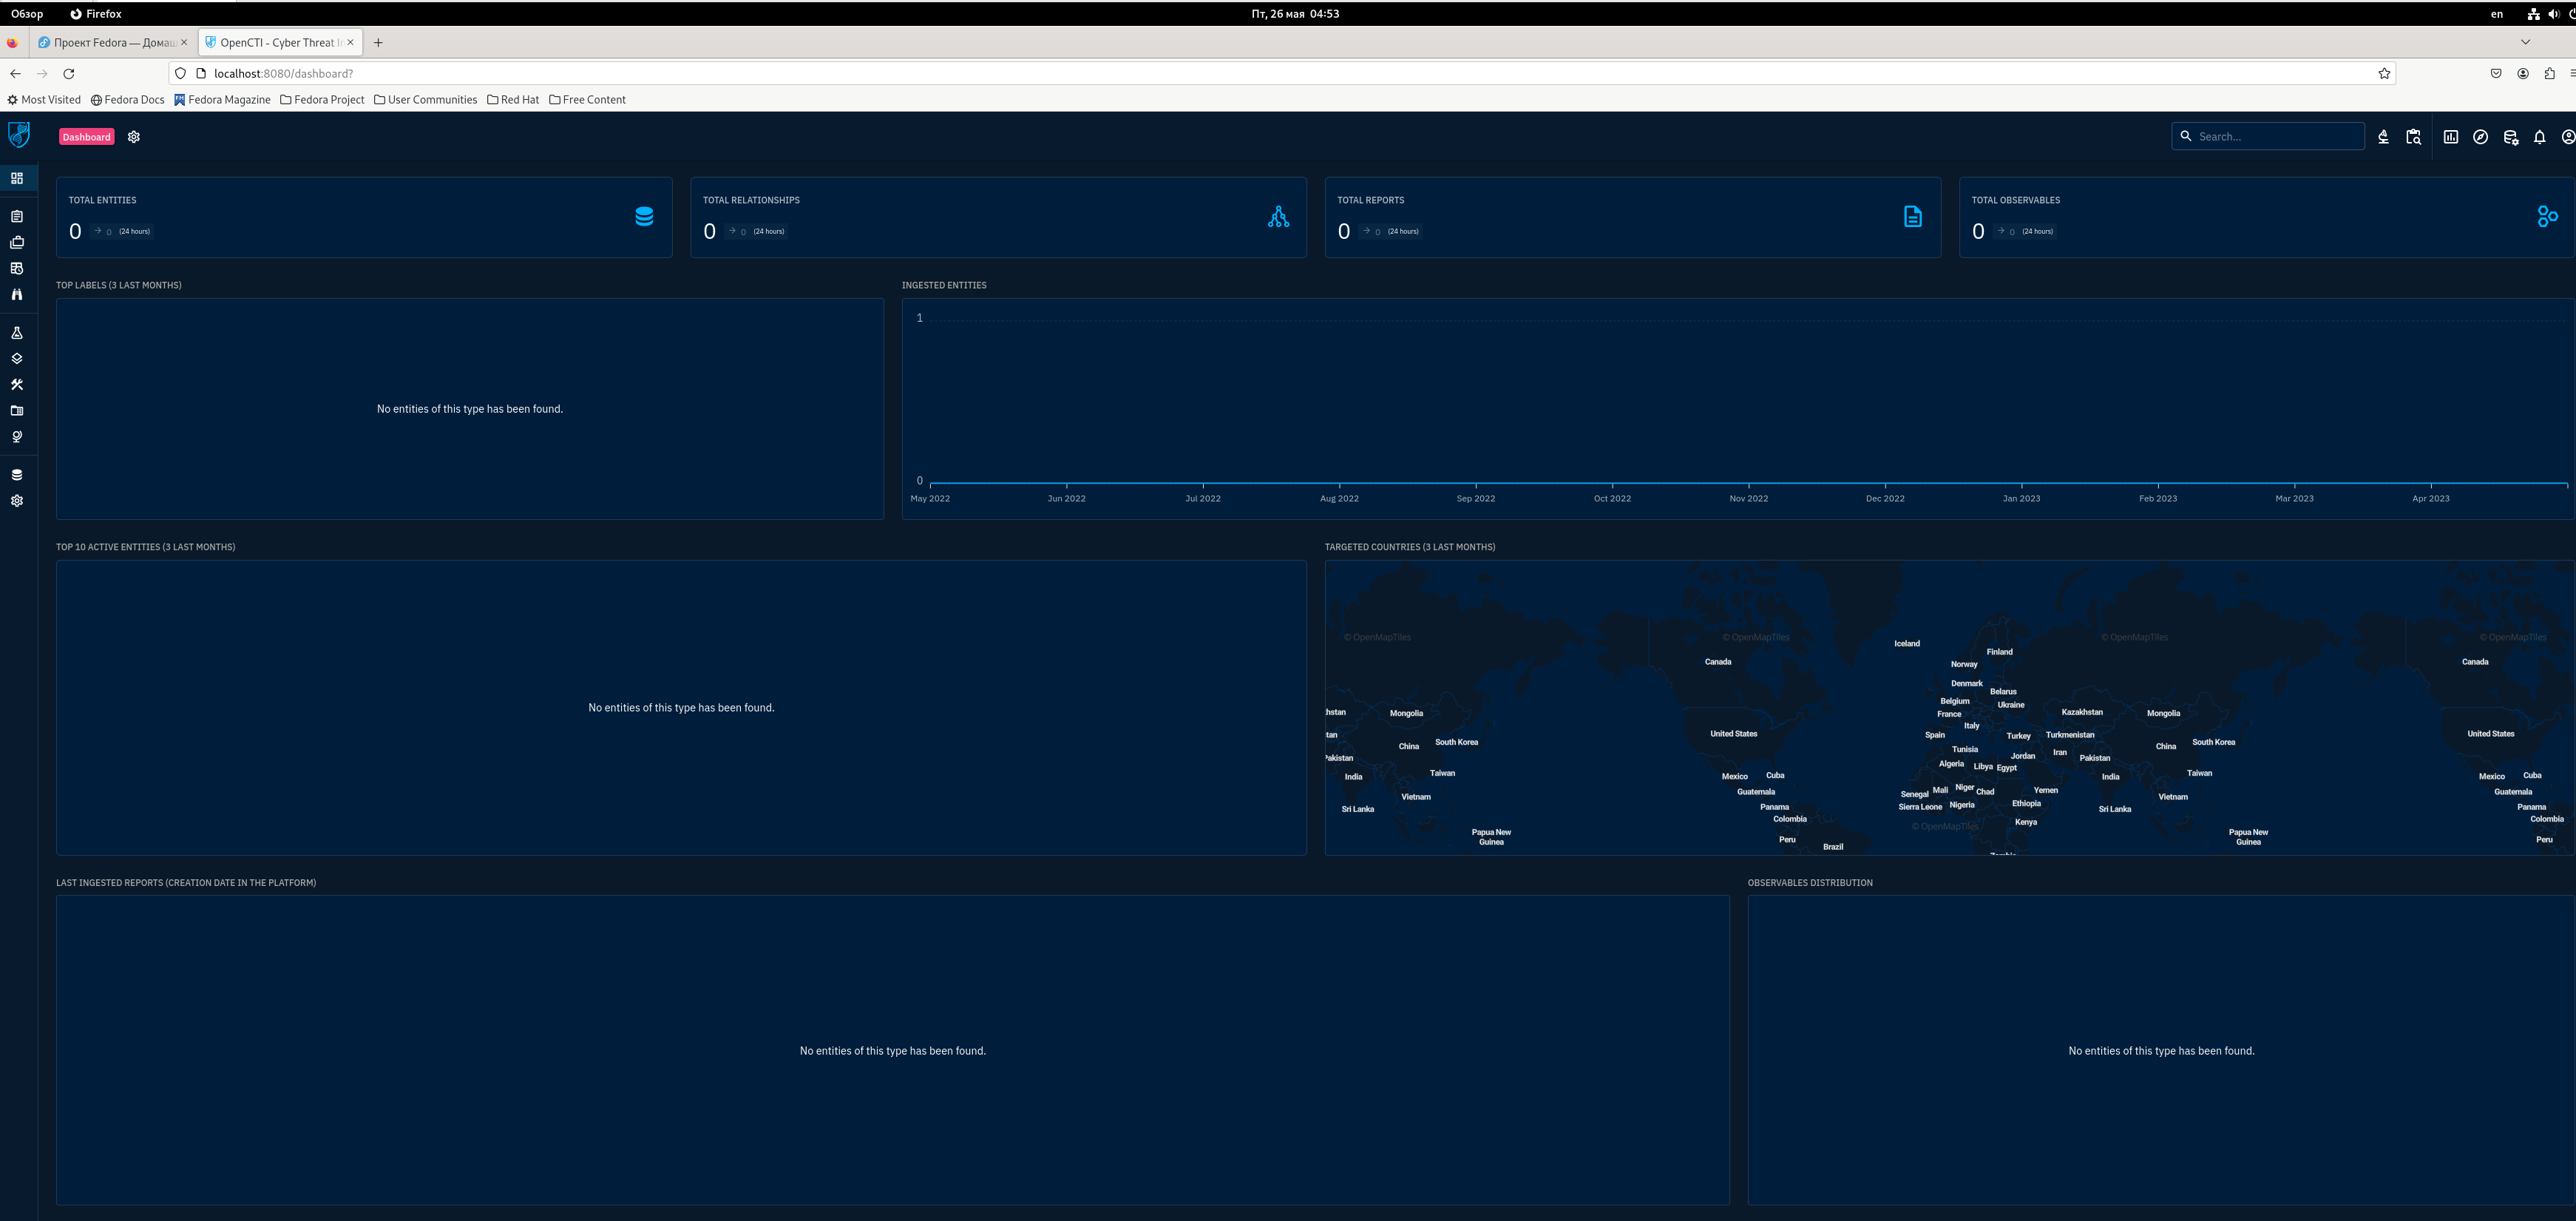 Обзор Firefox Пт, 26 мая 04:53 en
Проект Fedora — Домаш OpenCTI - Cyber Threat In
localhost:8080/dashboard?
Most Visited Fedora Docs Fedora Magazine Fedora Project User Communities Red Hat Free Content
Dashboard Search...
TOTAL ENTITIES
0 0 (24 hours)
TOTAL RELATIONSHIPS
0 0 (24 hours)
TOTAL REPORTS
0 0 (24 hours)
TOTAL OBSERVABLES
0 0 (24 hours)
TOP LABELS (3 LAST MONTHS)
No entities of this type has been found.
INGESTED ENTITIES
1
0
May 2022 Jun 2022 Jul 2022 Aug 2022 Sep 2022 Oct 2022 Nov 2022 Dec 2022 Jan 2023 Feb 2023 Mar 2023 Apr 2023
TOP 10 ACTIVE ENTITIES (3 LAST MONTHS)
No entities of this type has been found.
TARGETED COUNTRIES (3 LAST MONTHS)
© OpenMapTiles © OpenMapTiles © OpenMapTiles © OpenMapTiles
Iceland
Finland
Canada Norway Canada
Denmark
Belarus
Belgium
Ukraine
hstan Mongolia France Kazakhstan Mongolia
Italy
tan United States Spain Turkey Turkmenistan United States
China South Korea Tunisia China South Korea
Pakistan Jordan Iran Pakistan
Algeria Libya Egypt
India Taiwan Mexico Cuba India Taiwan Mexico Cuba
Guatemala Senegal Mali Niger Chad Yemen Guatemala
Vietnam Vietnam
Sri Lanka Panama Sierra Leone Nigeria Ethiopia Sri Lanka Panama
Colombia Kenya Colombia
© OpenMapTiles
Papua New Guinea Peru Papua New Guinea Peru
Brazil
Zambia
LAST INGESTED REPORTS (CREATION DATE IN THE PLATFORM)
No entities of this type has been found.
OBSERVABLES DISTRIBUTION
No entities of this type has been found.